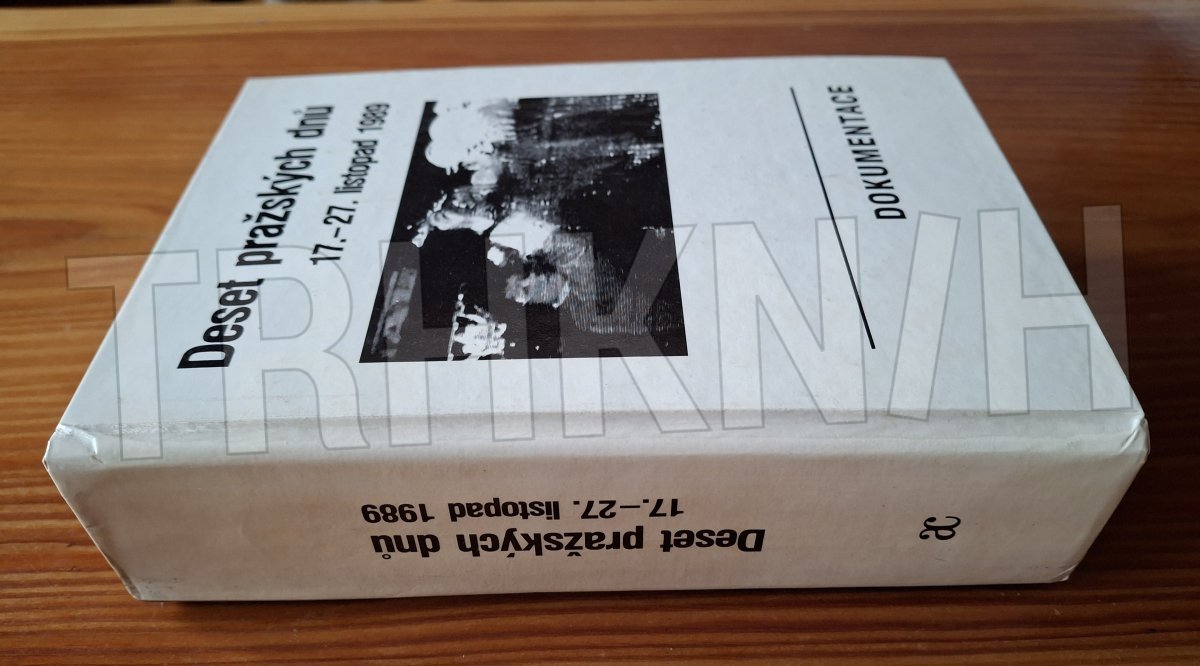 Deset pražských dnů
17.–27. listopad 1989
DOKUMENTACE
Deset pražských dnů
17.–27. listopad 1989
TRHKNIH